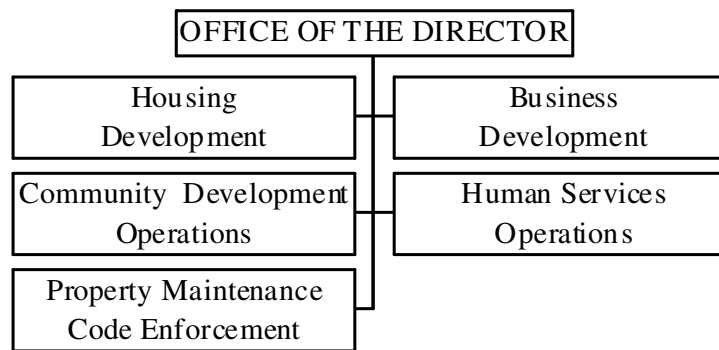 OFFICE OF THE DIRECTOR
Housing
Development
Business
Development
Community Development
Operations
Human Services
Operations
Property Maintenance
Code Enforcement